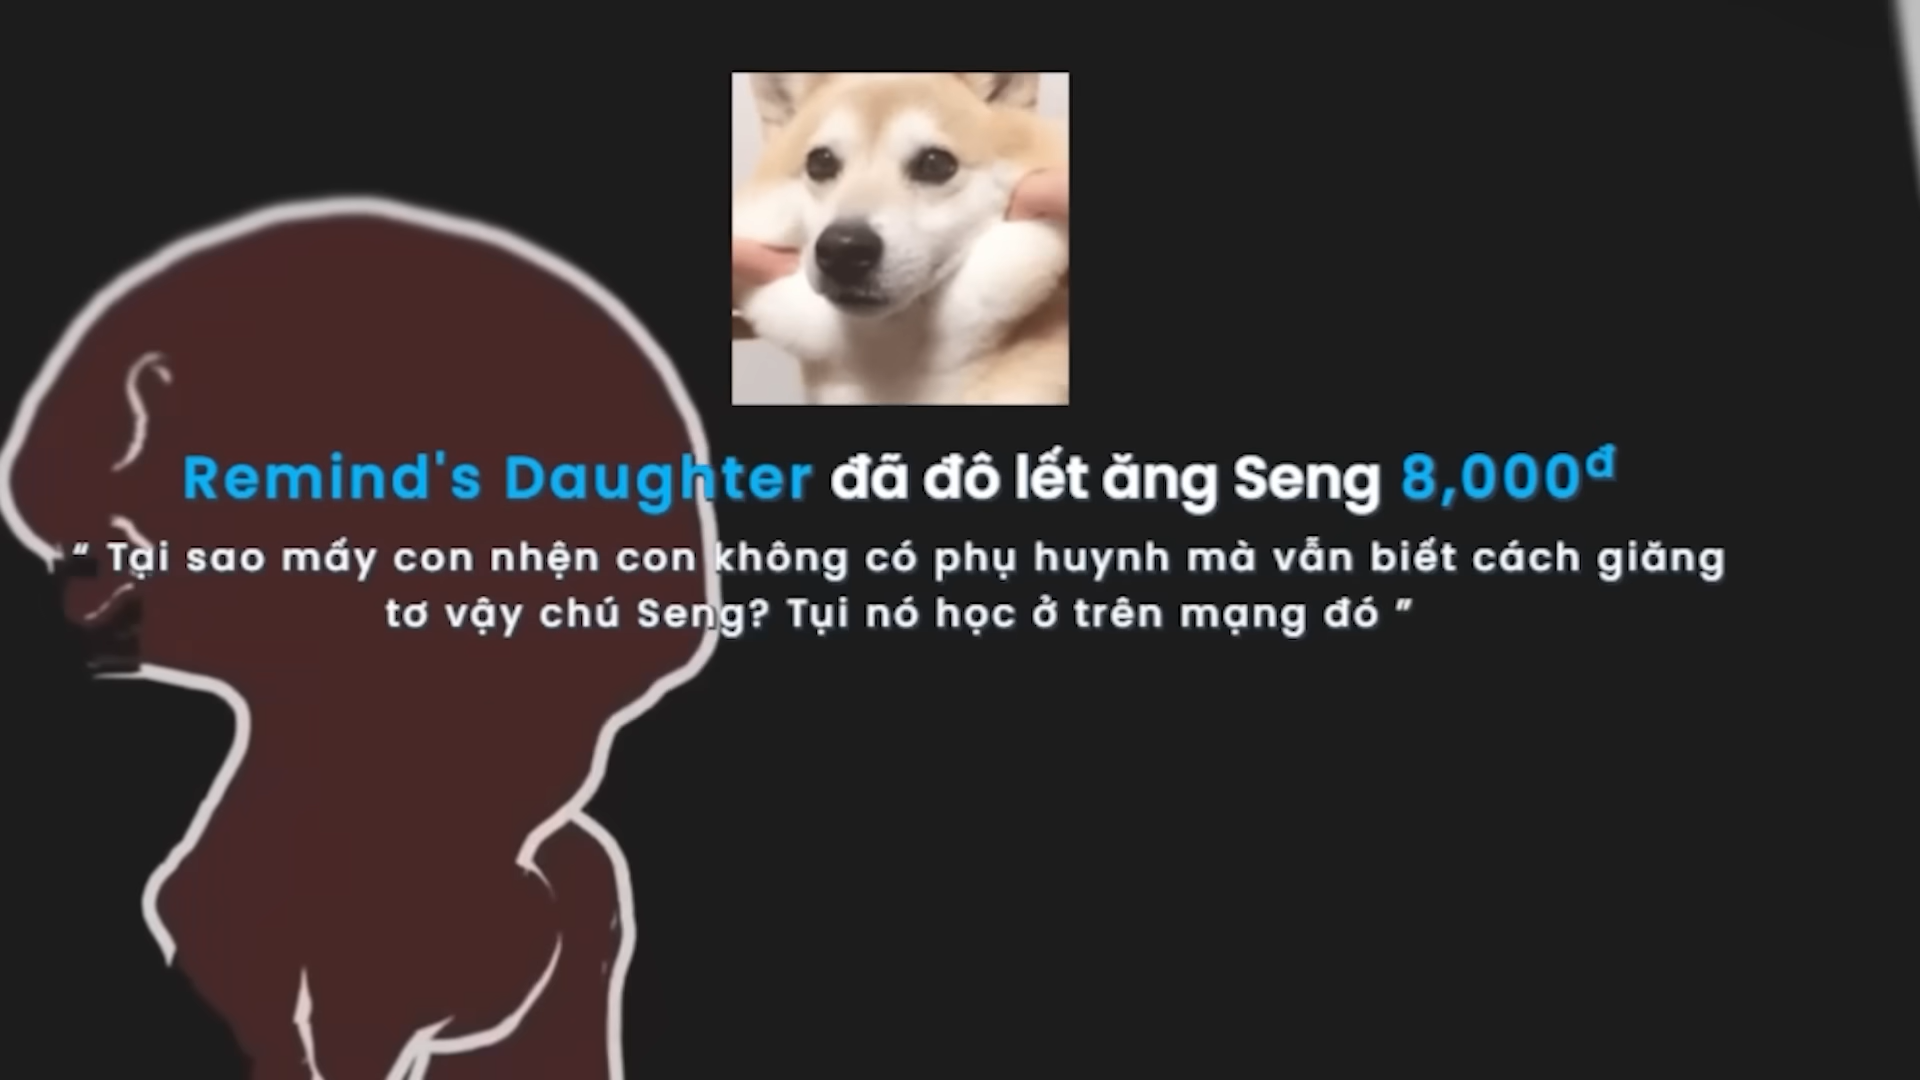 Remind's Daughter đã đô lết ăng Seng 8,000đ
“ Tại sao mấy con nhện con không có phụ huynh mà vẫn biết cách giăng
tơ vậy chú Seng? Tụi nó học ở trên mạng đó ”